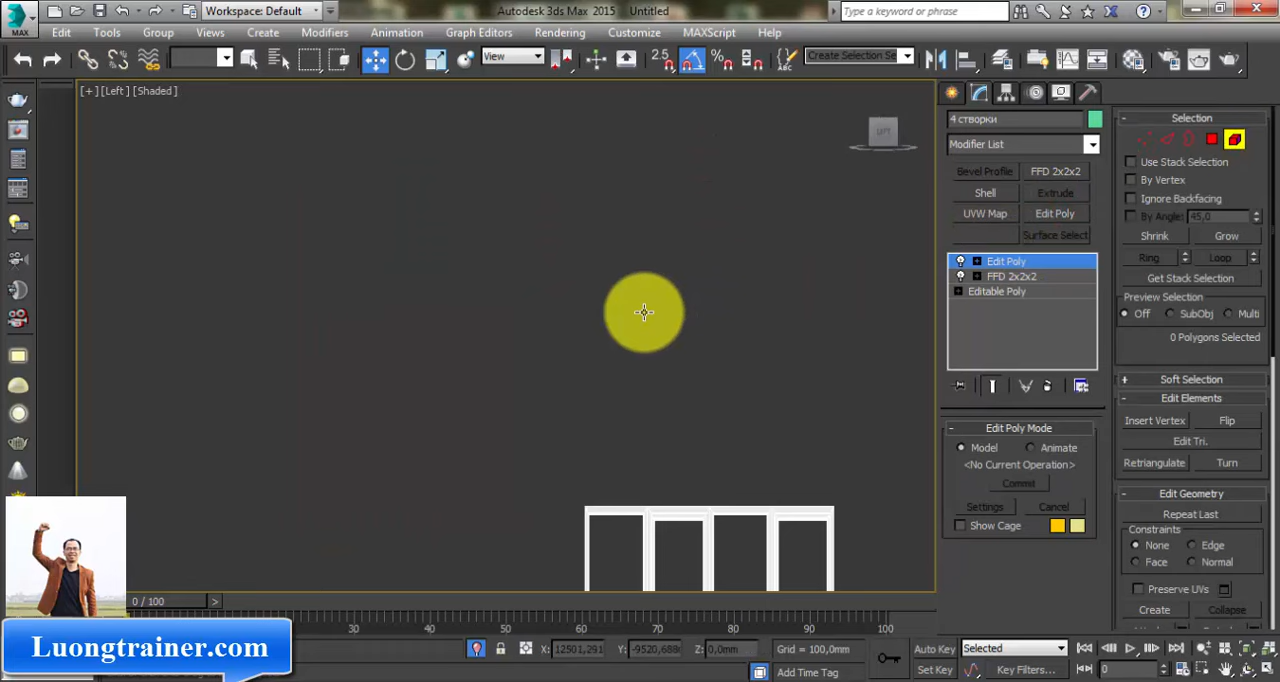 Workspace: Default
Autodesk 3ds Max 2015 Untitled
Type a keyword or phrase
MAX
Edit Tools Group Views Create Modifiers Animation Graph Editors Rendering Customize MAXScript Help
View
2.5
Create Selection Se
[+] [Left] [Shaded]
LEFT
4 створки
Modifier List
Bevel Profile FFD 2x2x2
Shell Extrude
UVW Map Edit Poly
Surface Select
Edit Poly
FFD 2x2x2
Editable Poly
Edit Poly Mode
Model Animate
<No Current Operation>
Commit
Settings Cancel
Show Cage
Selection
Use Stack Selection
By Vertex
Ignore Backfacing
By Angle: 45,0
Shrink Grow
Ring Loop
Get Stack Selection
Preview Selection
Off SubObj Multi
0 Polygons Selected
Soft Selection
Edit Elements
Insert Vertex Flip
Edit Tri.
Retriangulate Turn
Edit Geometry
Repeat Last
Constraints
None Edge
Face Normal
Preserve UVs
Create Collapse
0 / 100
30 40 50 60 70 80 90 100
X: 12501,291 Y: -9520,688 Z: 0,0mm Grid = 100,0mm
Add Time Tag
Auto Key Selected
Set Key Key Filters... 0
Luongtrainer.com